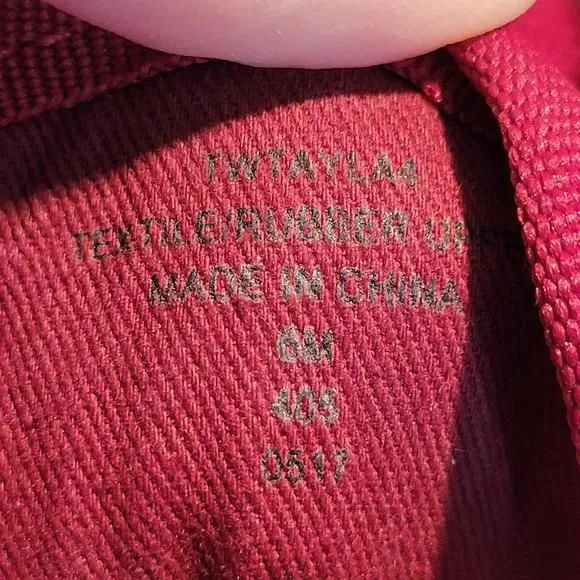 TWTAYLA4
TEXTILE/RUBBER
MADE IN CHINA
6M
405
0517